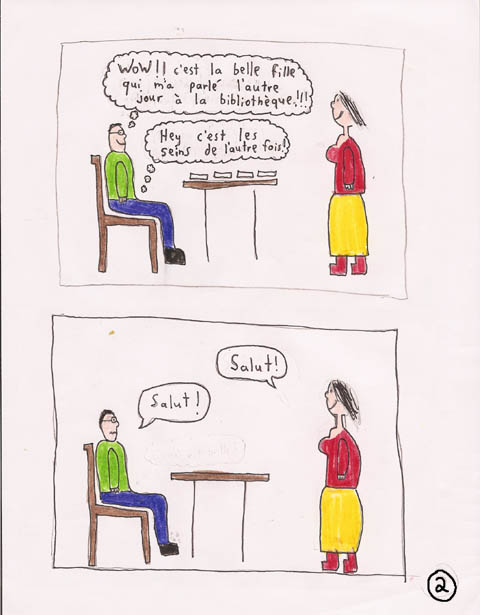 WOW!! c'est la belle fille
qui m'a parlé l'autre
jour à la bibliothèque!!!
Hey c'est les
seins de l'autre fois!
Salut!
Salut!
2